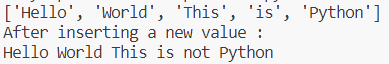 ['Hello', 'World', 'This', 'is', 'Python']
After inserting a new value :
Hello World This is not Python